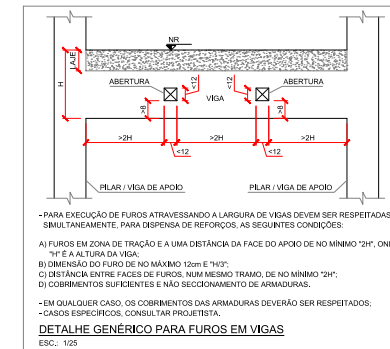 NR
LAJE
H
ABERTURA
<12
<12
ABERTURA
VIGA
>8
>8
>2H
>2H
>2H
<12
<12
PILAR / VIGA DE APOIO
PILAR / VIGA DE APOIO
- PARA EXECUÇÃO DE FUROS ATRAVESSANDO A LARGURA DE VIGAS DEVEM SER RESPEITADAS
SIMULTANEAMENTE, PARA DISPENSA DE REFORÇOS, AS SEGUINTES CONDIÇÕES:
A) FUROS EM ZONA DE TRAÇÃO E A UMA DISTÂNCIA DA FACE DO APOIO DE NO MÍNIMO "2H",
"H" É A ALTURA DA VIGA;
B) DIMENSÃO DO FURO DE NO MÁXIMO 12cm E "H/3";
C) DISTÂNCIA ENTRE FACES DE FUROS, NUM MESMO TRAMO, DE NO MÍNIMO "2H";
D) COBRIMENTOS SUFICIENTES E NÃO SECCIONAMENTO DE ARMADURAS.
- EM QUALQUER CASO, OS COBRIMENTOS DAS ARMADURAS DEVERÃO SER RESPEITADOS;
- CASOS ESPECÍFICOS, CONSULTAR PROJETISTA.
DETALHE GENÉRICO PARA FUROS EM VIGAS
ESC.: 1/25